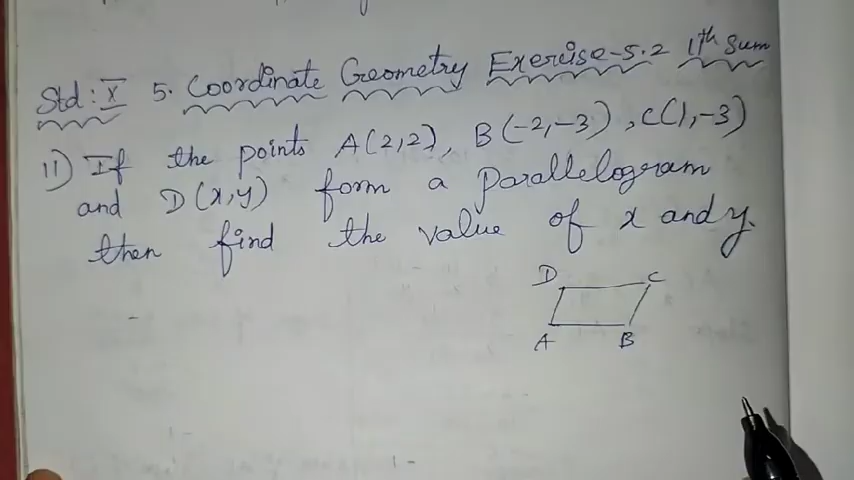 Std: X 5. Coordinate Geometry Exercise-5.2 11th Sum
11) If the points A(2,2), B(-2,-3), C(1,-3)
and D(x,y) form a parallelogram
then find the value of x and y.
D C
A B